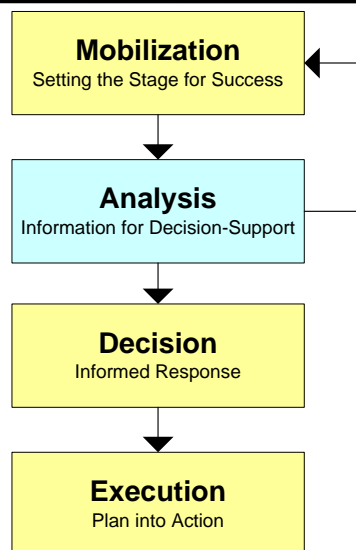 Mobilization
Setting the Stage for Success
Analysis
Information for Decision-Support
Decision
Informed Response
Execution
Plan into Action